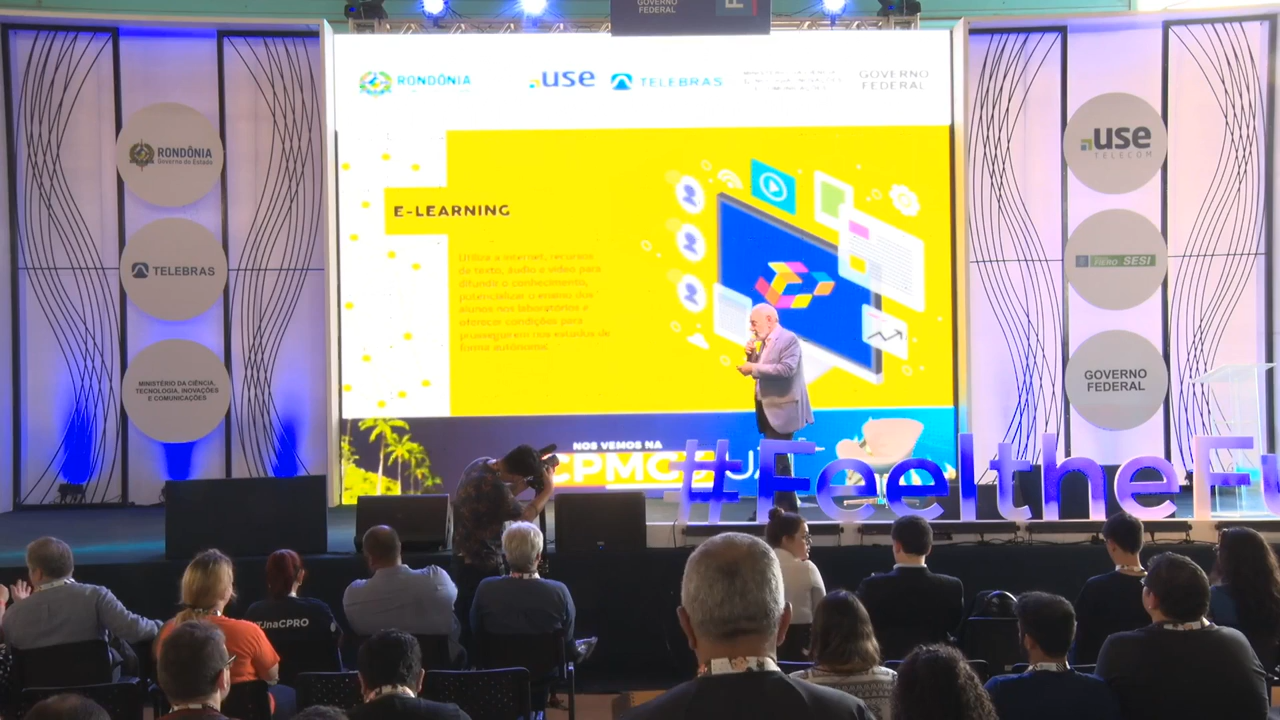 GOVERNO
FEDERAL
RONDÔNIA
use
TELEBRAS
GOVERNO
FEDERAL
RONDÔNIA
Governo do Estado
TELEBRAS
MINISTÉRIO DA CIÊNCIA,
TECNOLOGIA, INOVAÇÕES
E COMUNICAÇÕES
E-LEARNING
Utiliza a internet, recursos
de texto, áudio e vídeo para
difundir o conhecimento,
potencializar o ensino dos
alunos nos laboratórios e
oferecer condições para
prosseguirem nos estudos de
forma autônoma.
use
TELECOM
FIERO SESI
GOVERNO
FEDERAL
NOS VEMOS NA
CPMC
#FeeltheFu
TJnaCPRO